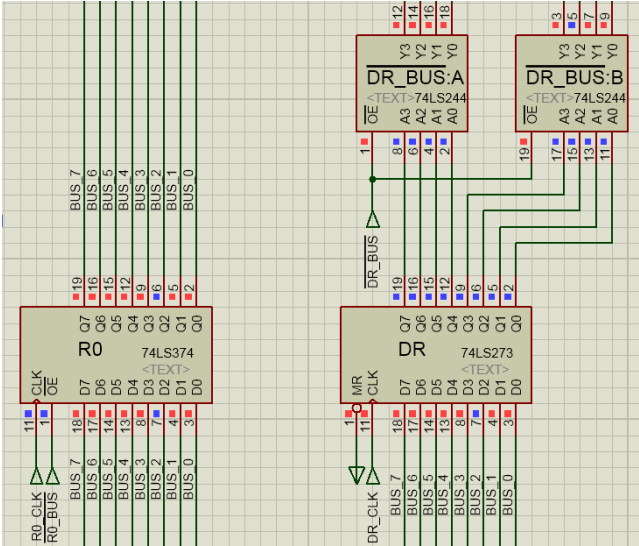 12 14 16 18
3 5 7 9
Y3 Y2 Y1 Y0
Y3 Y2 Y1 Y0
DR_BUS:A
DR_BUS:B
<TEXT> 74LS244
<TEXT> 74LS244
OE A3 A2 A1 A0
OE A3 A2 A1 A0
1 8 6 4 2
19 17 15 13 11
BUS_7 BUS_6 BUS_5 BUS_4 BUS_3 BUS_2 BUS_1 BUS_0
DR_BUS
19 16 15 12 9 6 5 2
19 16 15 12 9 6 5 2
Q7 Q6 Q5 Q4 Q3 Q2 Q1 Q0
Q7 Q6 Q5 Q4 Q3 Q2 Q1 Q0
R0
74LS374
<TEXT>
DR
74LS273
<TEXT>
CLK OE D7 D6 D5 D4 D3 D2 D1 D0
MR CLK D7 D6 D5 D4 D3 D2 D1 D0
11 1 18 17 14 13 8 7 4 3
1 11 18 17 14 13 8 7 4 3
R0_CLK R0_BUS BUS_7 BUS_6 BUS_5 BUS_4 BUS_3 BUS_2 BUS_1 BUS_0
DR_CLK BUS_7 BUS_6 BUS_5 BUS_4 BUS_3 BUS_2 BUS_1 BUS_0